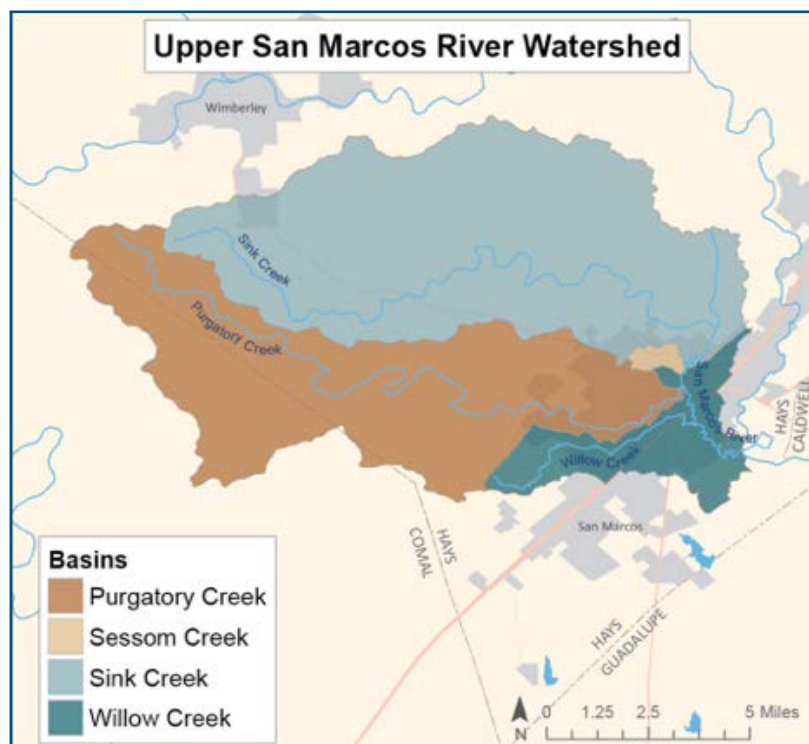 Upper San Marcos River Watershed
Wimberley
Sink Creek
Purgatory Creek
San Marcos River
HAYS
CALDWELL
Willow Creek
San Marcos
HAYS
COMAL
HAYS
GUADALUPE
Basins
Purgatory Creek
Sessom Creek
Sink Creek
Willow Creek
N
0 1.25 2.5 5 Miles